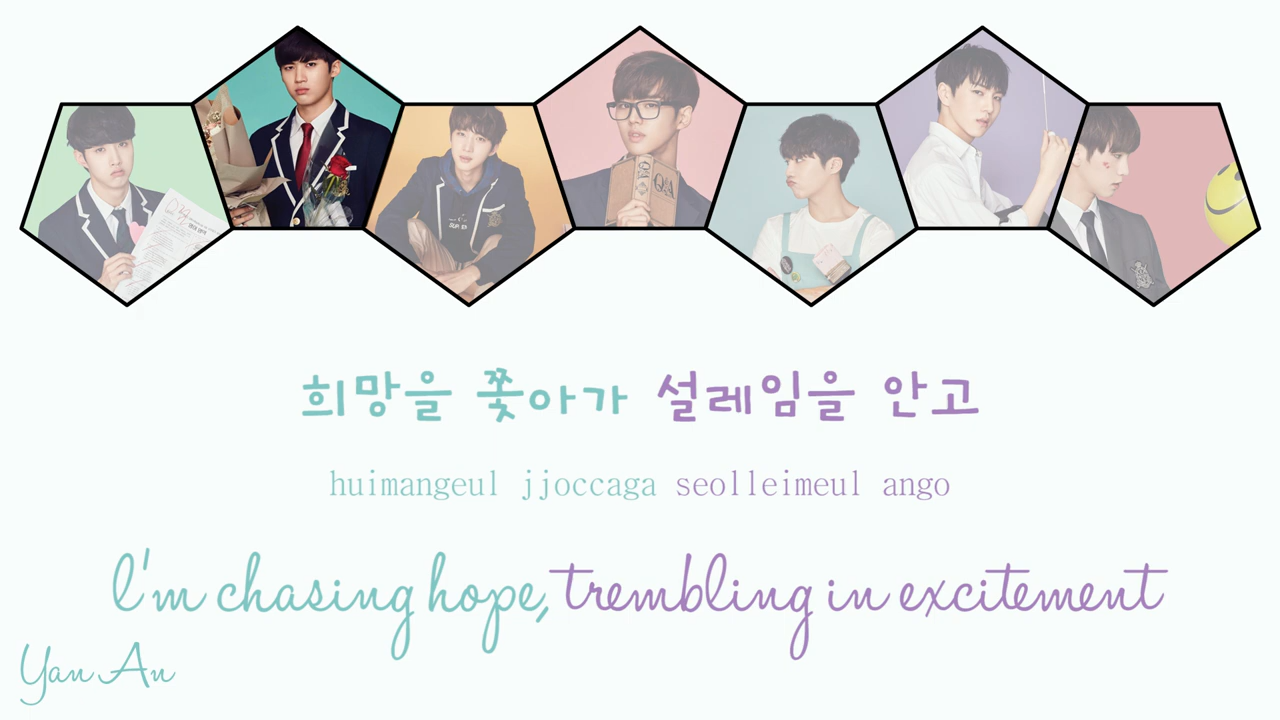 Q&A Q&A
희망을 쫓아가 설레임을 안고
huimangeul jjoccaga seolleimeul ango
I'm chasing hope, trembling in excitement
Yan An